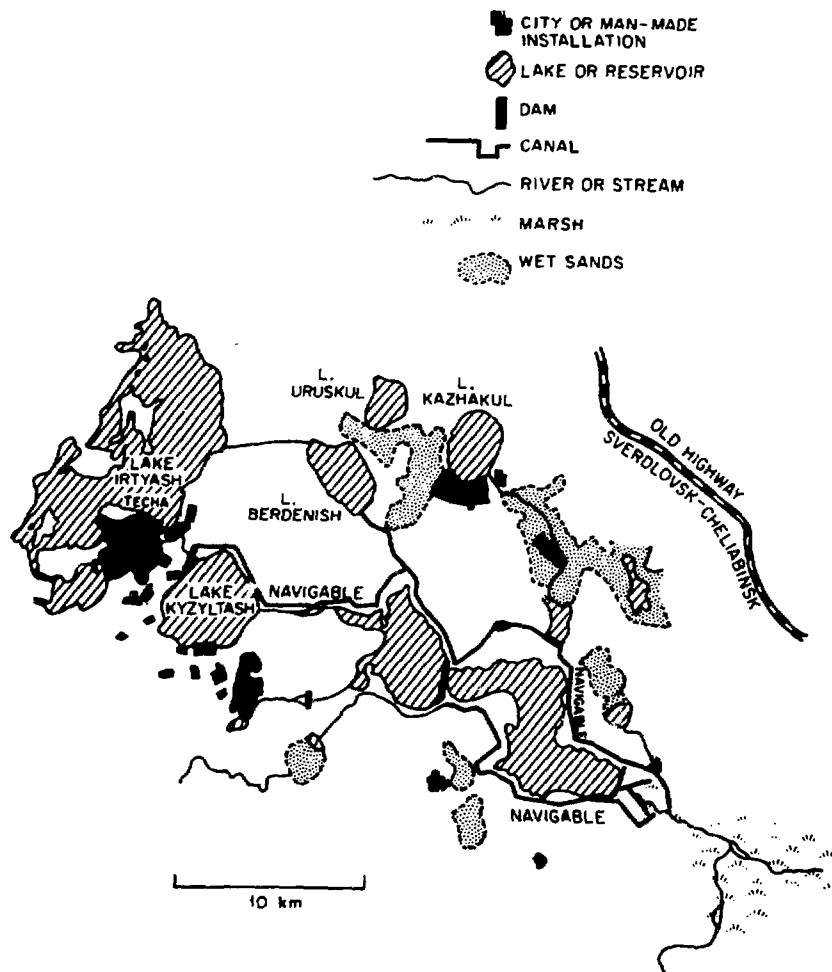 CITY OR MAN-MADE
INSTALLATION
LAKE OR RESERVOIR
DAM
CANAL
RIVER OR STREAM
MARSH
WET SANDS
L.
URUSKUL
L.
KAZHAKUL
OLD HIGHWAY
SVERDLOVSK-CHELIABINSK
LAKE
IRTYASH
TECHA
L.
BERDENISH
LAKE
KYZYLTASH
NAVIGABLE
NAVIGABLE
NAVIGABLE
10 km